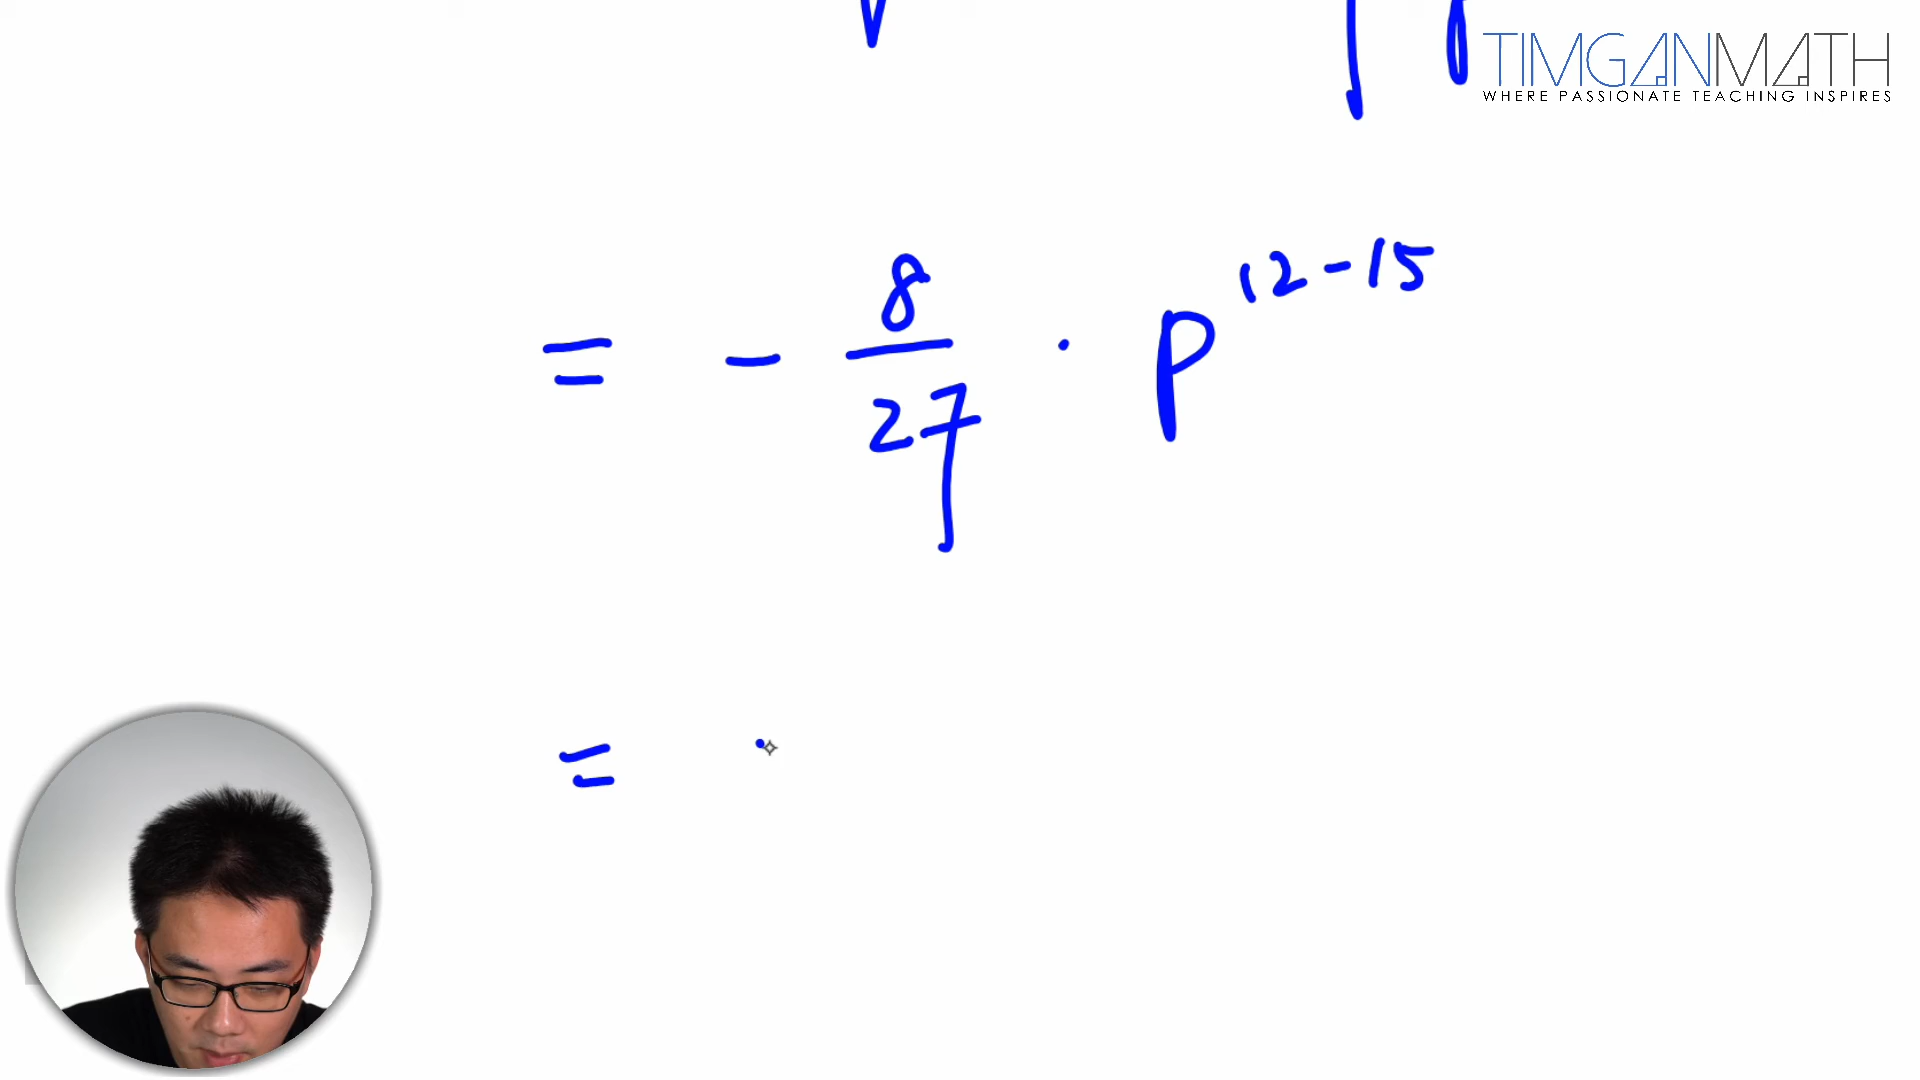 TIMGANMATH
WHERE PASSIONATE TEACHING INSPIRES
= - 8/27 · p^12-15
=